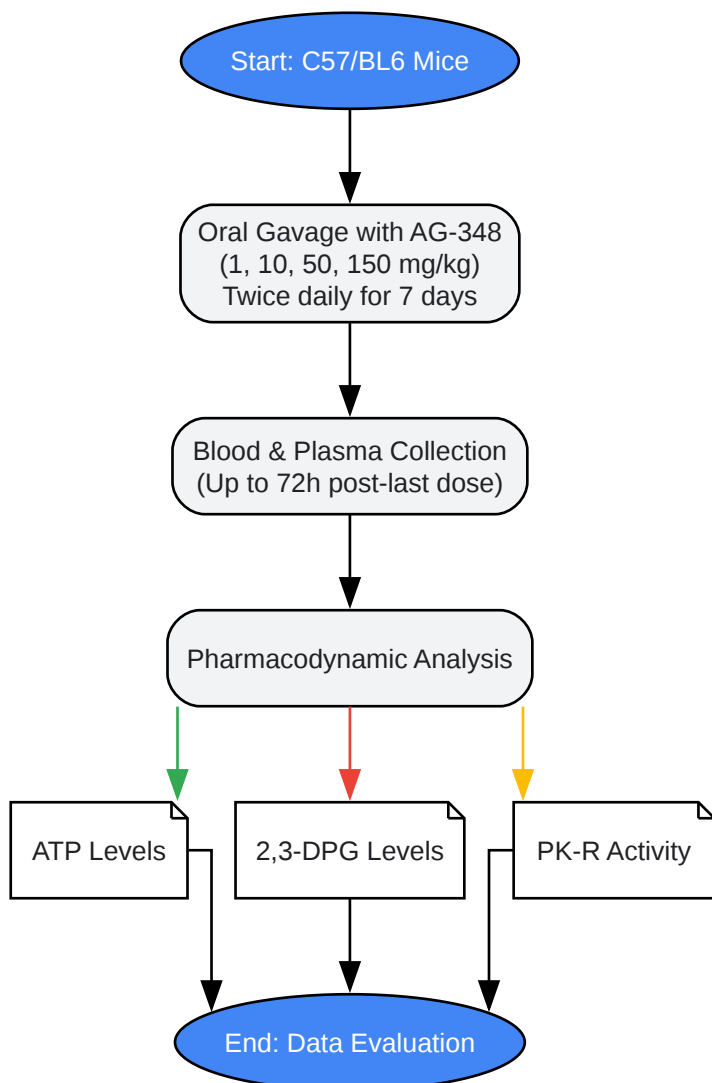 Start: C57/BL6 Mice
Oral Gavage with AG-348
(1, 10, 50, 150 mg/kg)
Twice daily for 7 days
Blood & Plasma Collection
(Up to 72h post-last dose)
Pharmacodynamic Analysis
ATP Levels
2,3-DPG Levels
PK-R Activity
End: Data Evaluation